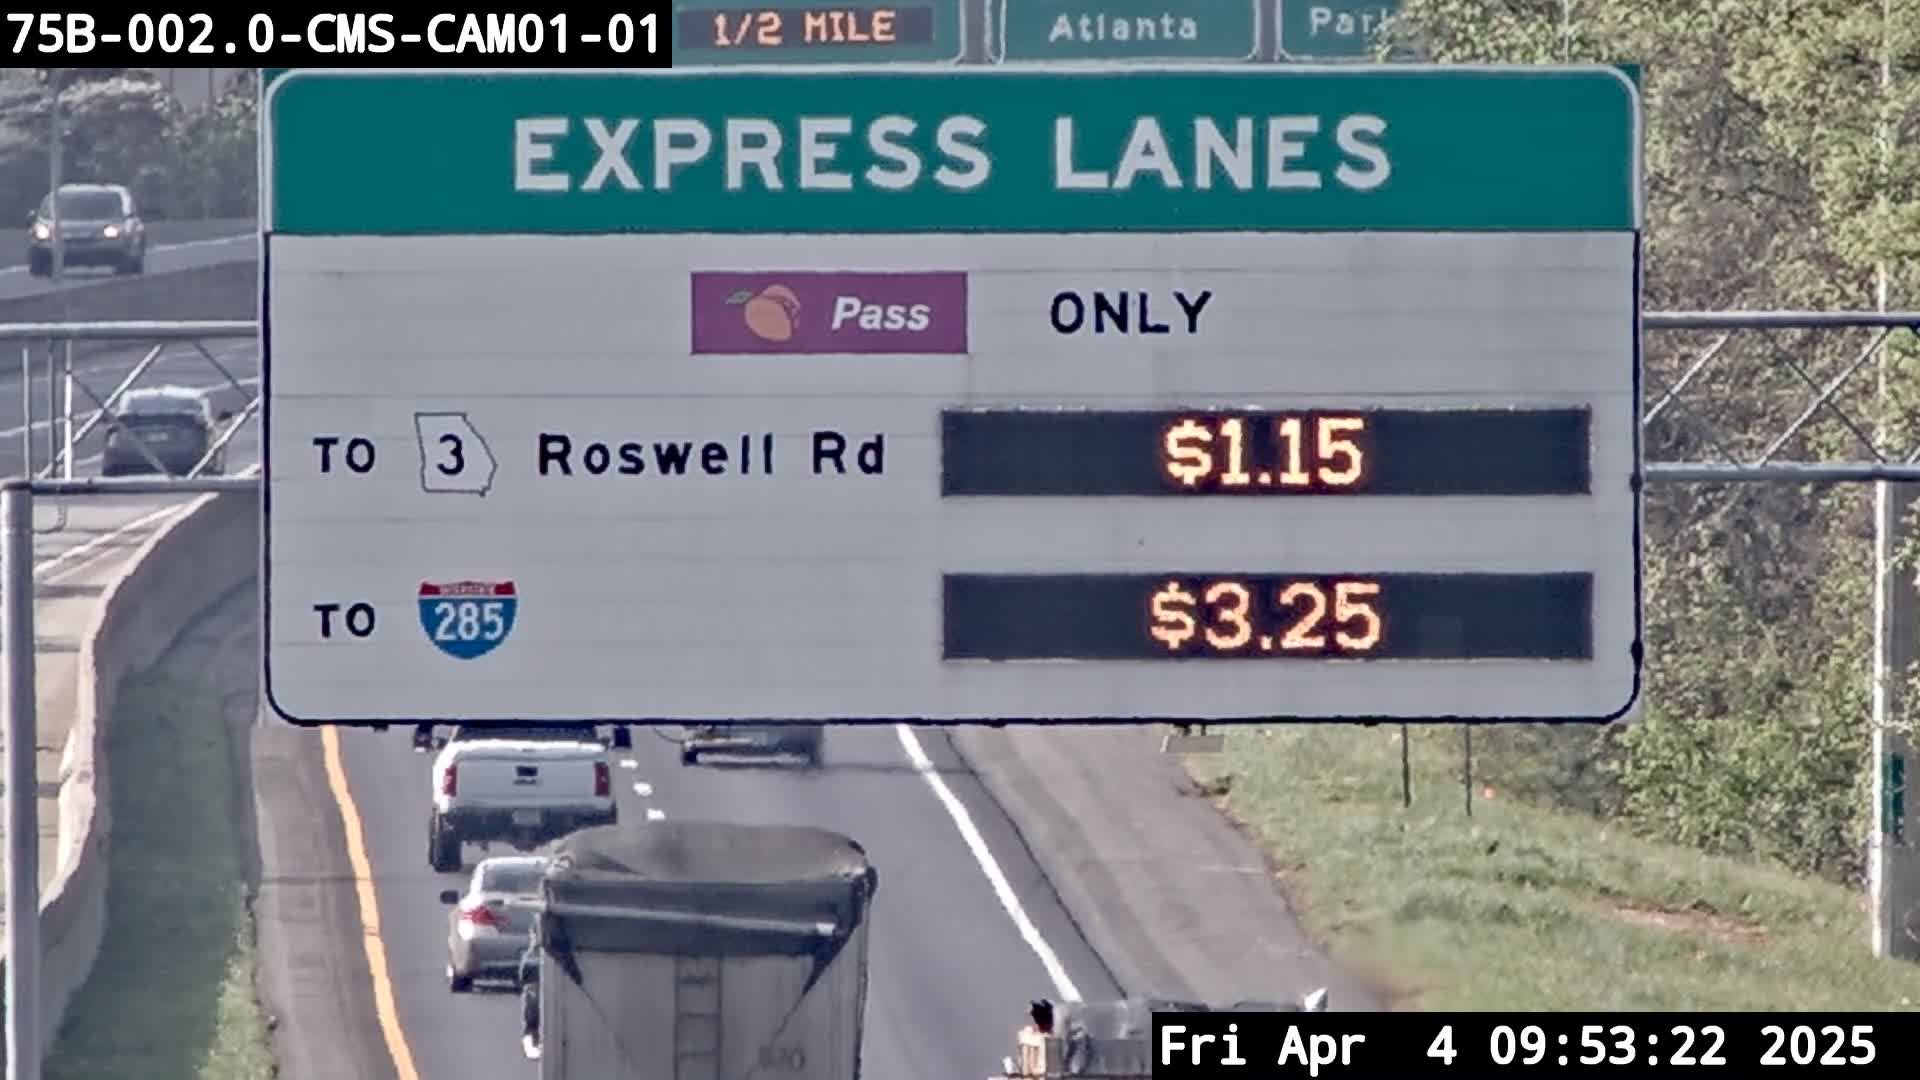 75B-002.0-CMS-CAM01-01
1/2 MILE
Atlanta
EXPRESS LANES
Pass ONLY
TO 3 Roswell Rd $1.15
TO 285 $3.25
Fri Apr 4 09:53:22 2025